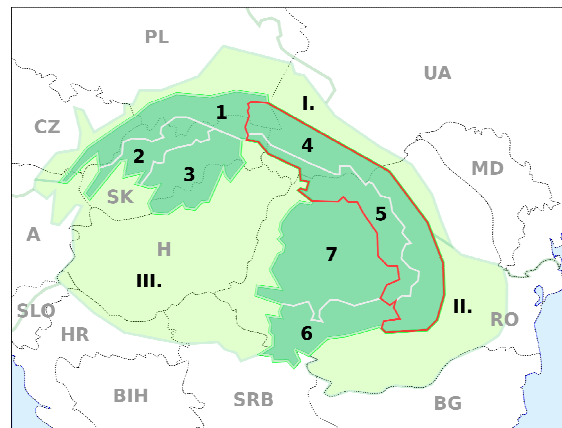 PL
UA
I.
1
CZ
4
2
MD
3
SK
5
A
H
7
III.
SLO
II.
RO
HR
6
BIH
SRB
BG